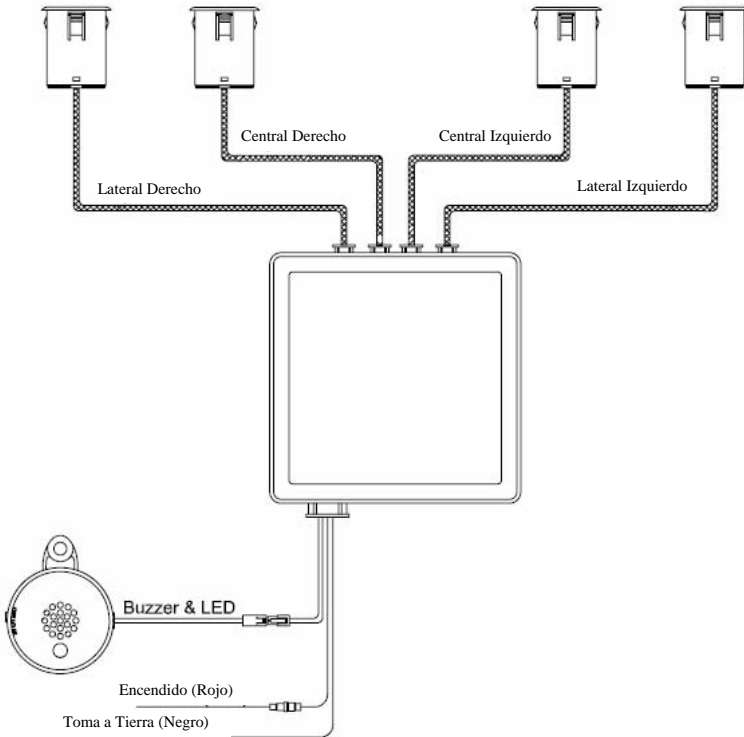 Central Derecho
Central Izquierdo
Lateral Derecho
Lateral Izquierdo
Buzzer & LED
Encendido (Rojo)
Toma a Tierra (Negro)